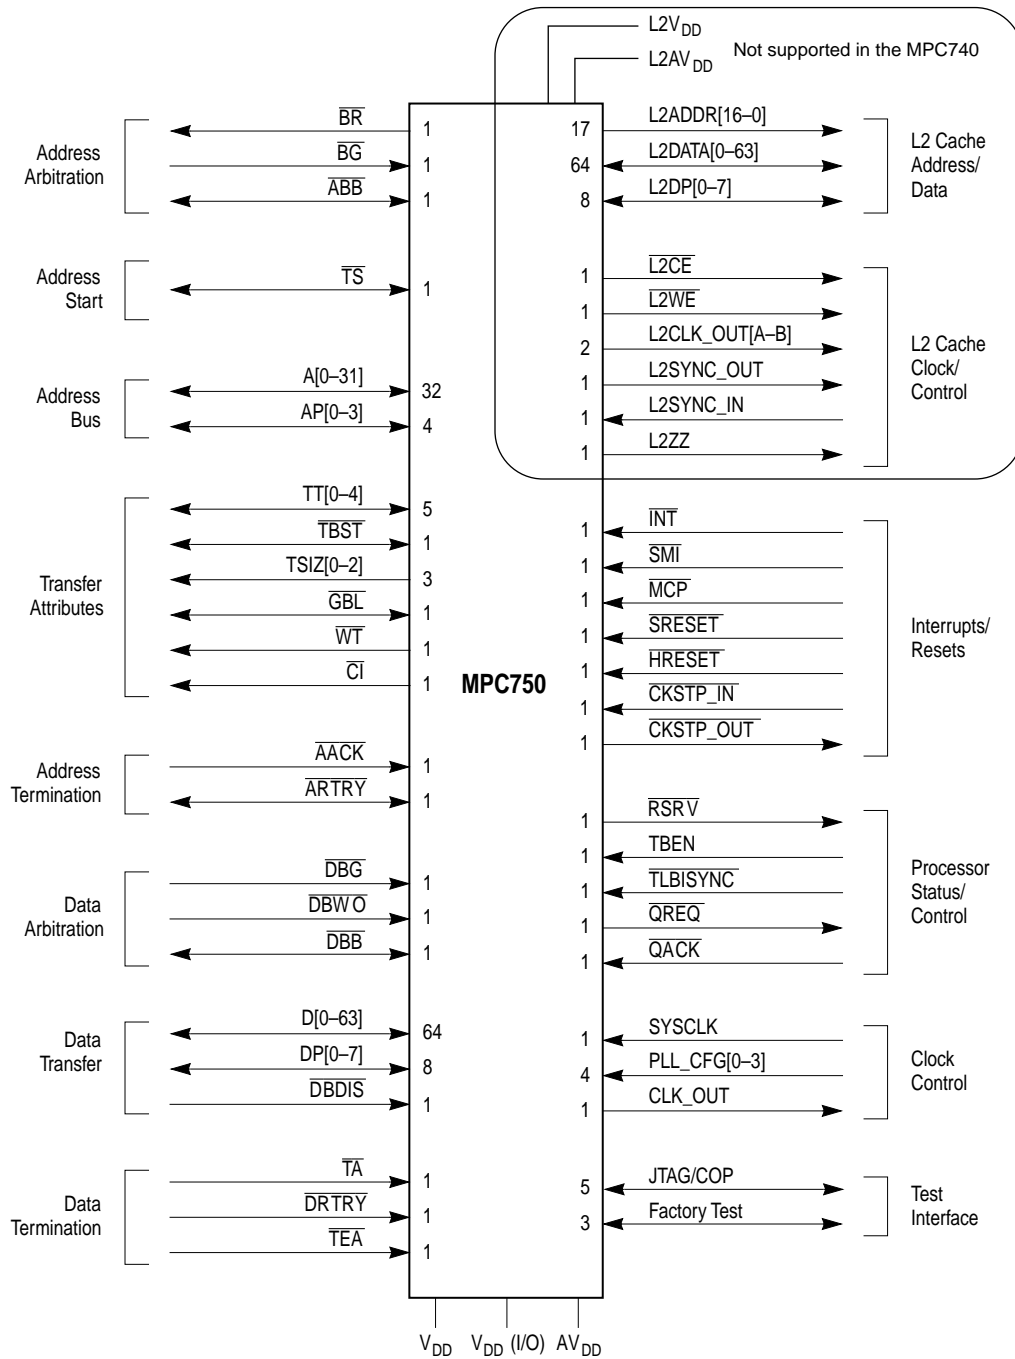 L2VDD
L2AVDD
Not supported in the MPC740
Address
Arbitration
BR 1
BG 1
ABB 1
Address
Start
TS 1
Address
Bus
A[0–31] 32
AP[0–3] 4
Transfer
Attributes
TT[0–4] 5
TBST 1
TSIZ[0–2] 3
GBL 1
WT 1
CI 1
Address
Termination
AACK 1
ARTRY 1
Data
Arbitration
DBG 1
DBWO 1
DBB 1
Data
Transfer
D[0–63] 64
DP[0–7] 8
DBDIS 1
Data
Termination
TA 1
DRTRY 1
TEA 1
MPC750
17 L2ADDR[16–0]
64 L2DATA[0–63]
8 L2DP[0–7]
L2 Cache
Address/
Data
1 L2CE
1 L2WE
2 L2CLK_OUT[A–B]
1 L2SYNC_OUT
1 L2SYNC_IN
1 L2ZZ
L2 Cache
Clock/
Control
1 INT
1 SMI
1 MCP
1 SRESET
1 HRESET
1 CKSTP_IN
1 CKSTP_OUT
Interrupts/
Resets
1 RSRV
1 TBEN
1 TLBISYNC
1 QREQ
1 QACK
Processor
Status/
Control
1 SYSCLK
4 PLL_CFG[0–3]
1 CLK_OUT
Clock
Control
5 JTAG/COP
3 Factory Test
Test
Interface
VDD VDD (I/O) AVDD